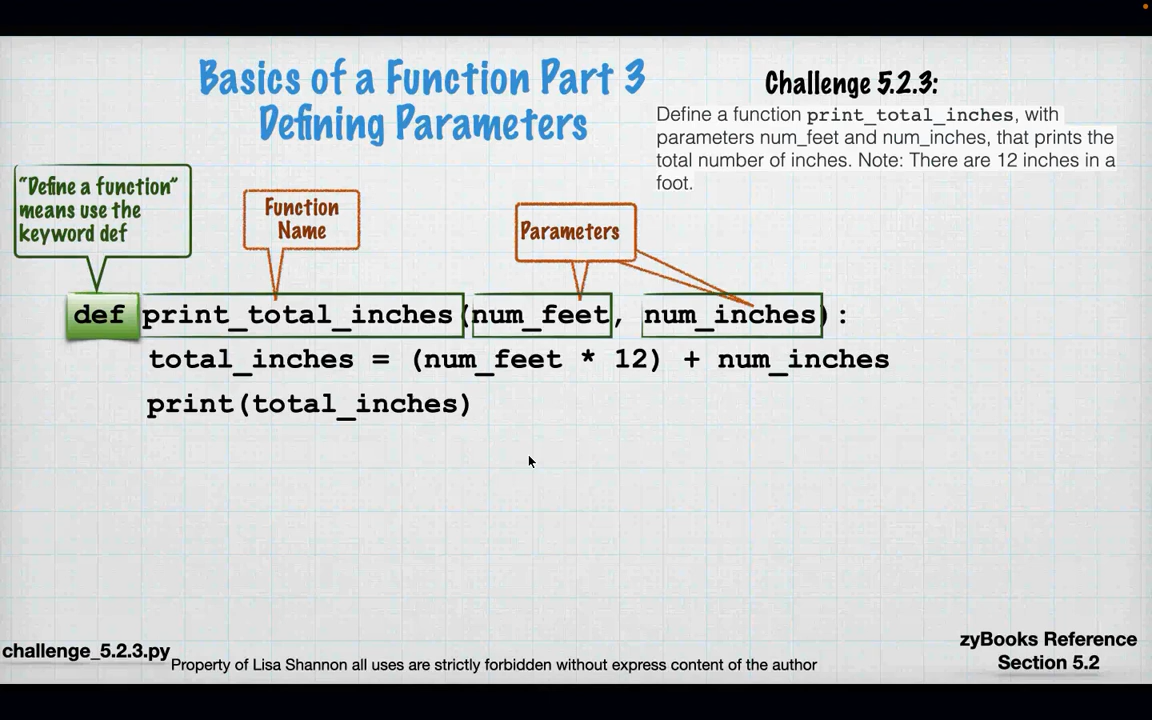 Basics of a Function Part 3
Defining Parameters
Challenge 5.2.3:
Define a function print_total_inches, with
parameters num_feet and num_inches, that prints the
total number of inches. Note: There are 12 inches in a
foot.
"Define a function"
means use the
keyword def
Function
Name
Parameters
def print_total_inches(num_feet, num_inches):
total_inches = (num_feet * 12) + num_inches
print(total_inches)
challenge_5.2.3.py
Property of Lisa Shannon all uses are strictly forbidden without express content of the author
zyBooks Reference
Section 5.2